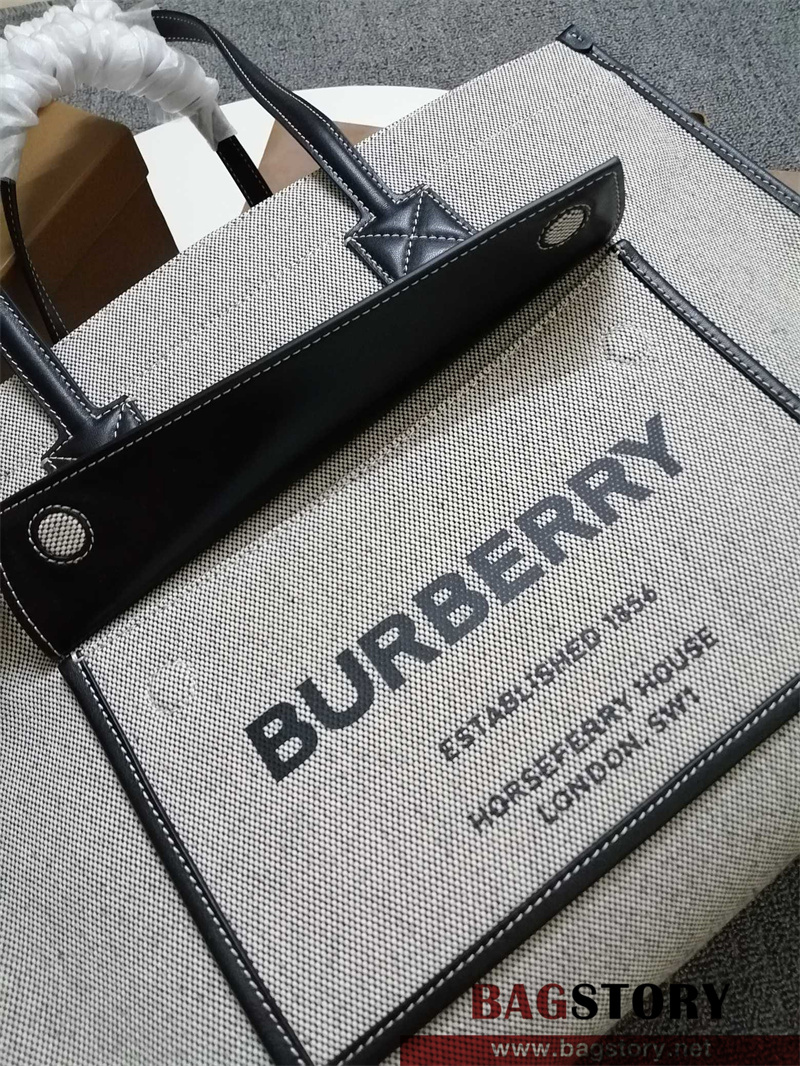 BURBERRY
ESTABLISHED 1856
HORSEFERRY HOUSE
LONDON, SW1
BAGSTORY
www.bagstory.net